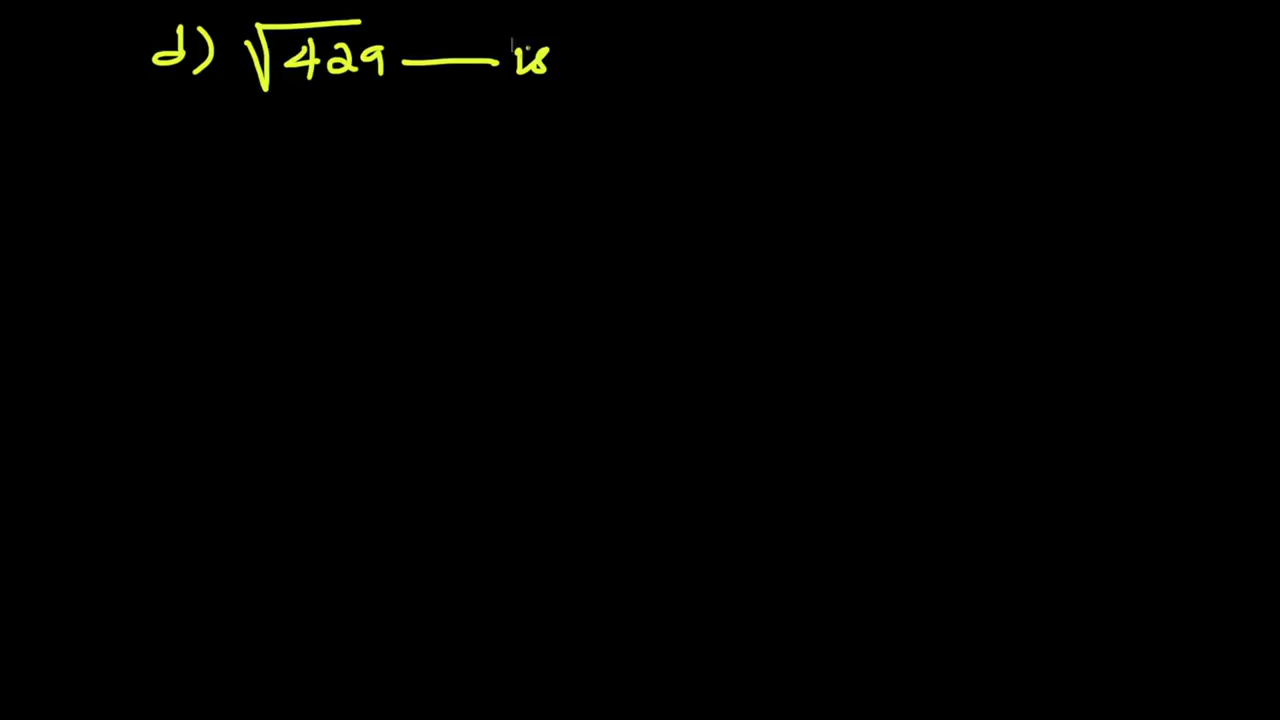 d) √429 — is